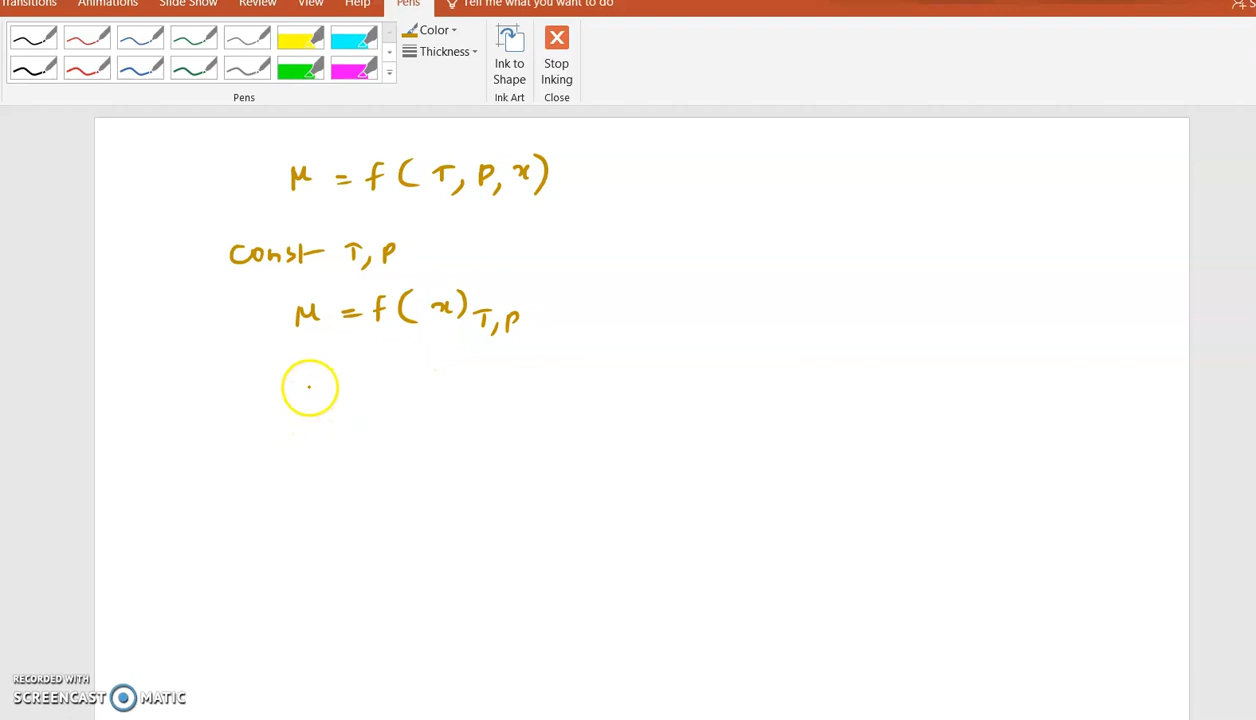 Transitions Animations Slide Show Review View Help Pens Tell me what you want to do
Color
Thickness
Ink to Shape
Stop Inking
Pens Ink Art Close
μ = f ( T, P, x )
Const T, P
μ = f ( x ) T, P
RECORDED WITH
SCREENCAST MATIC